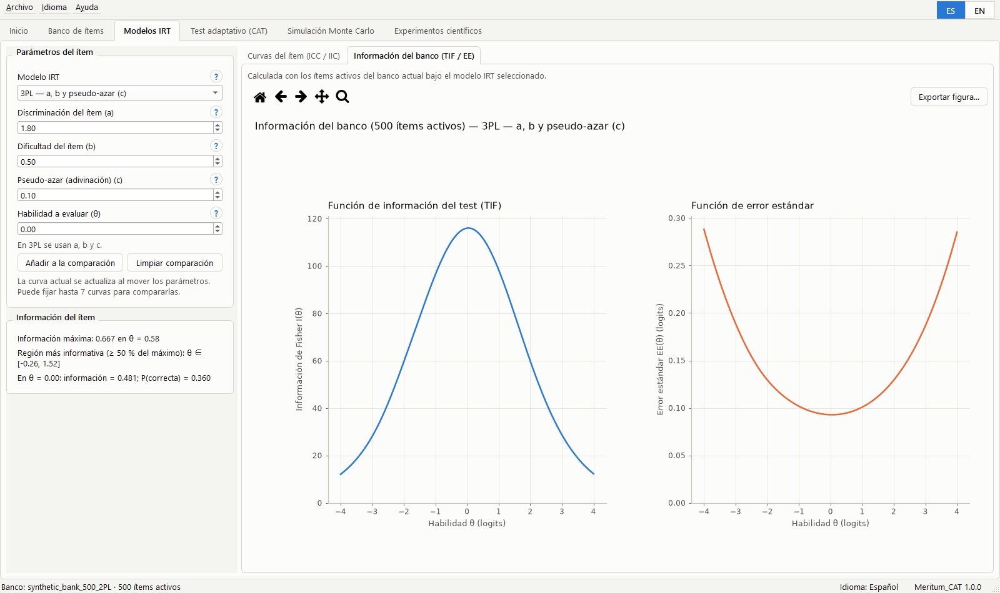 Archivo Idioma Ayuda
ES EN
Inicio Banco de ítems Modelos IRT Test adaptativo (CAT) Simulación Monte Carlo Experimentos científicos
Parámetros del ítem
Modelo IRT ?
3PL — a, b y pseudo-azar (c)
Discriminación del ítem (a) ?
1.80
Dificultad del ítem (b) ?
0.50
Pseudo-azar (adivinación) (c) ?
0.10
Habilidad a evaluar (θ) ?
0.00
En 3PL se usan a, b y c.
Añadir a la comparación Limpiar comparación
La curva actual se actualiza al mover los parámetros.
Puede fijar hasta 7 curvas para compararlas.
Información del ítem
Información máxima: 0.667 en θ = 0.58
Región más informativa (≥ 50 % del máximo): θ ∈
[-0.26, 1.52]
En θ = 0.00: información = 0.481; P(correcta) = 0.360
Curvas del ítem (ICC / IIC) Información del banco (TIF / EE)
Calculada con los ítems activos del banco actual bajo el modelo IRT seleccionado.
Exportar figura...
Información del banco (500 ítems activos) — 3PL — a, b y pseudo-azar (c)
Función de información del test (TIF)
Información de Fisher I(θ)
120
100
80
60
40
20
0
−4 −3 −2 −1 0 1 2 3 4
Habilidad θ (logits)
Función de error estándar
Error estándar EE(θ) (logits)
0.30
0.25
0.20
0.15
0.10
0.05
0.00
−4 −3 −2 −1 0 1 2 3 4
Habilidad θ (logits)
Banco: synthetic_bank_500_2PL · 500 ítems activos
Idioma: Español Meritum_CAT 1.0.0